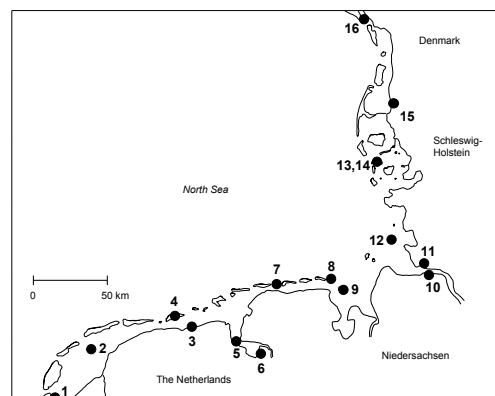 16
Denmark
15
Schleswig-
Holstein
13,14
North Sea
12
11
7
8
10
9
0
50 km
4
3
5
2
6
Niedersachsen
The Netherlands
1